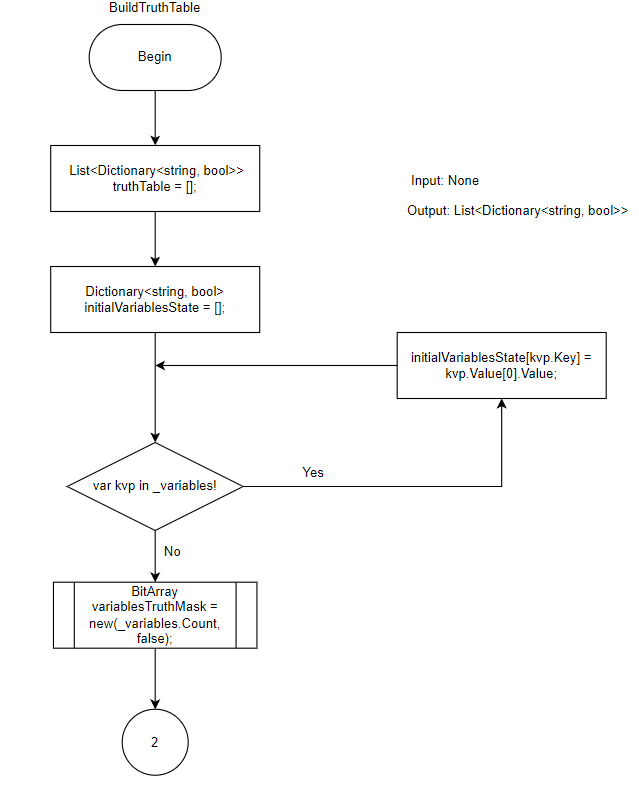 BuildTruthTable
Begin
List<Dictionary<string, bool>>
truthTable = [];
Input: None
Output: List<Dictionary<string, bool>>
Dictionary<string, bool>
initialVariablesState = [];
initialVariablesState[kvp.Key] =
kvp.Value[0].Value;
var kvp in _variables!
Yes
No
BitArray
variablesTruthMask =
new(_variables.Count,
false);
2